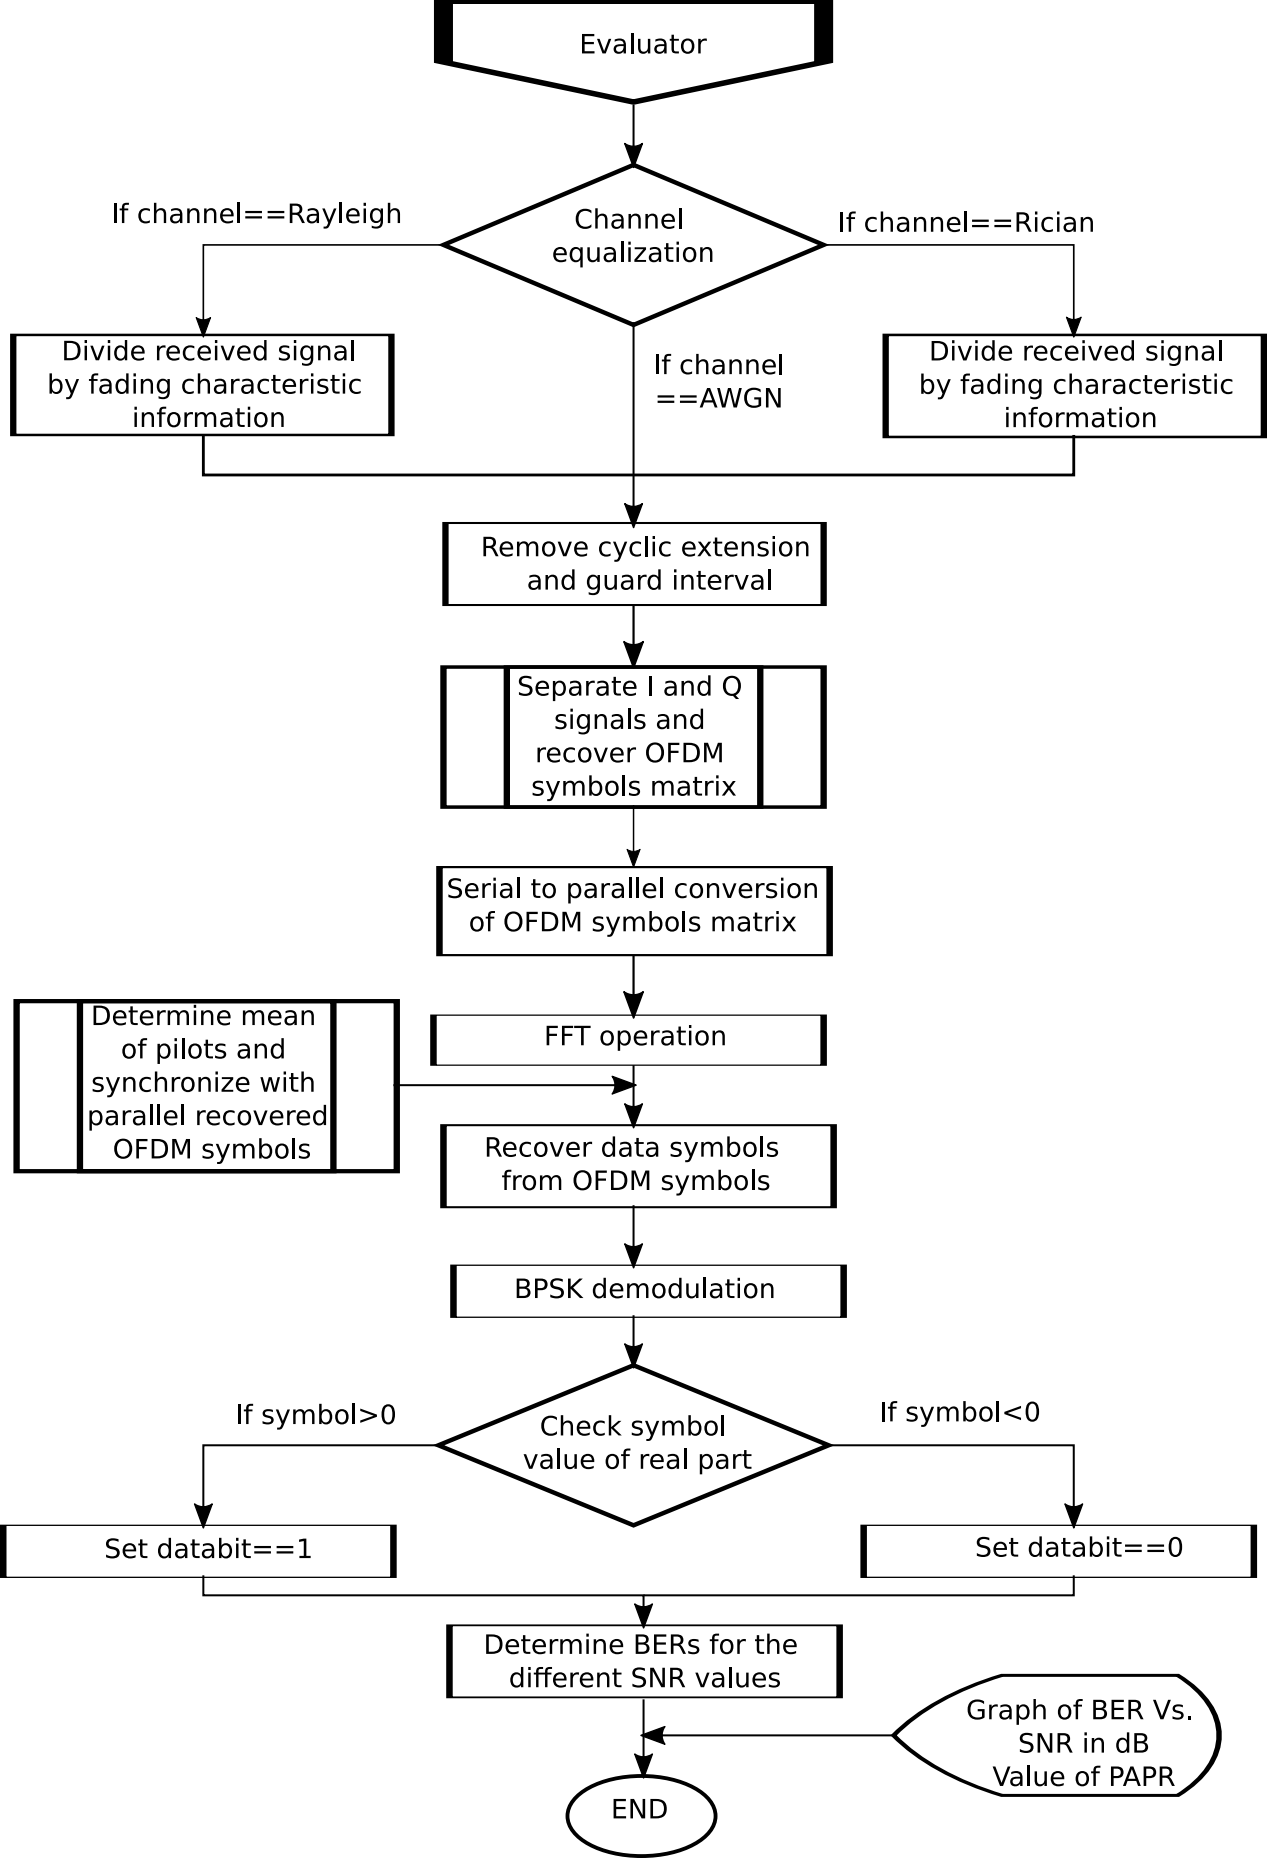 Evaluator
If channel==Rayleigh
Channel
equalization
If channel==Rician
Divide received signal
by fading characteristic
information
If channel
==AWGN
Divide received signal
by fading characteristic
information
Remove cyclic extension
and guard interval
Separate I and Q
signals and
recover OFDM
symbols matrix
Serial to parallel conversion
of OFDM symbols matrix
FFT operation
Determine mean
of pilots and
synchronize with
parallel recovered
OFDM symbols
Recover data symbols
from OFDM symbols
BPSK demodulation
If symbol>0
Check symbol
value of real part
If symbol<0
Set databit==1
Set databit==0
Determine BERs for the
different SNR values
Graph of BER Vs.
SNR in dB
Value of PAPR
END